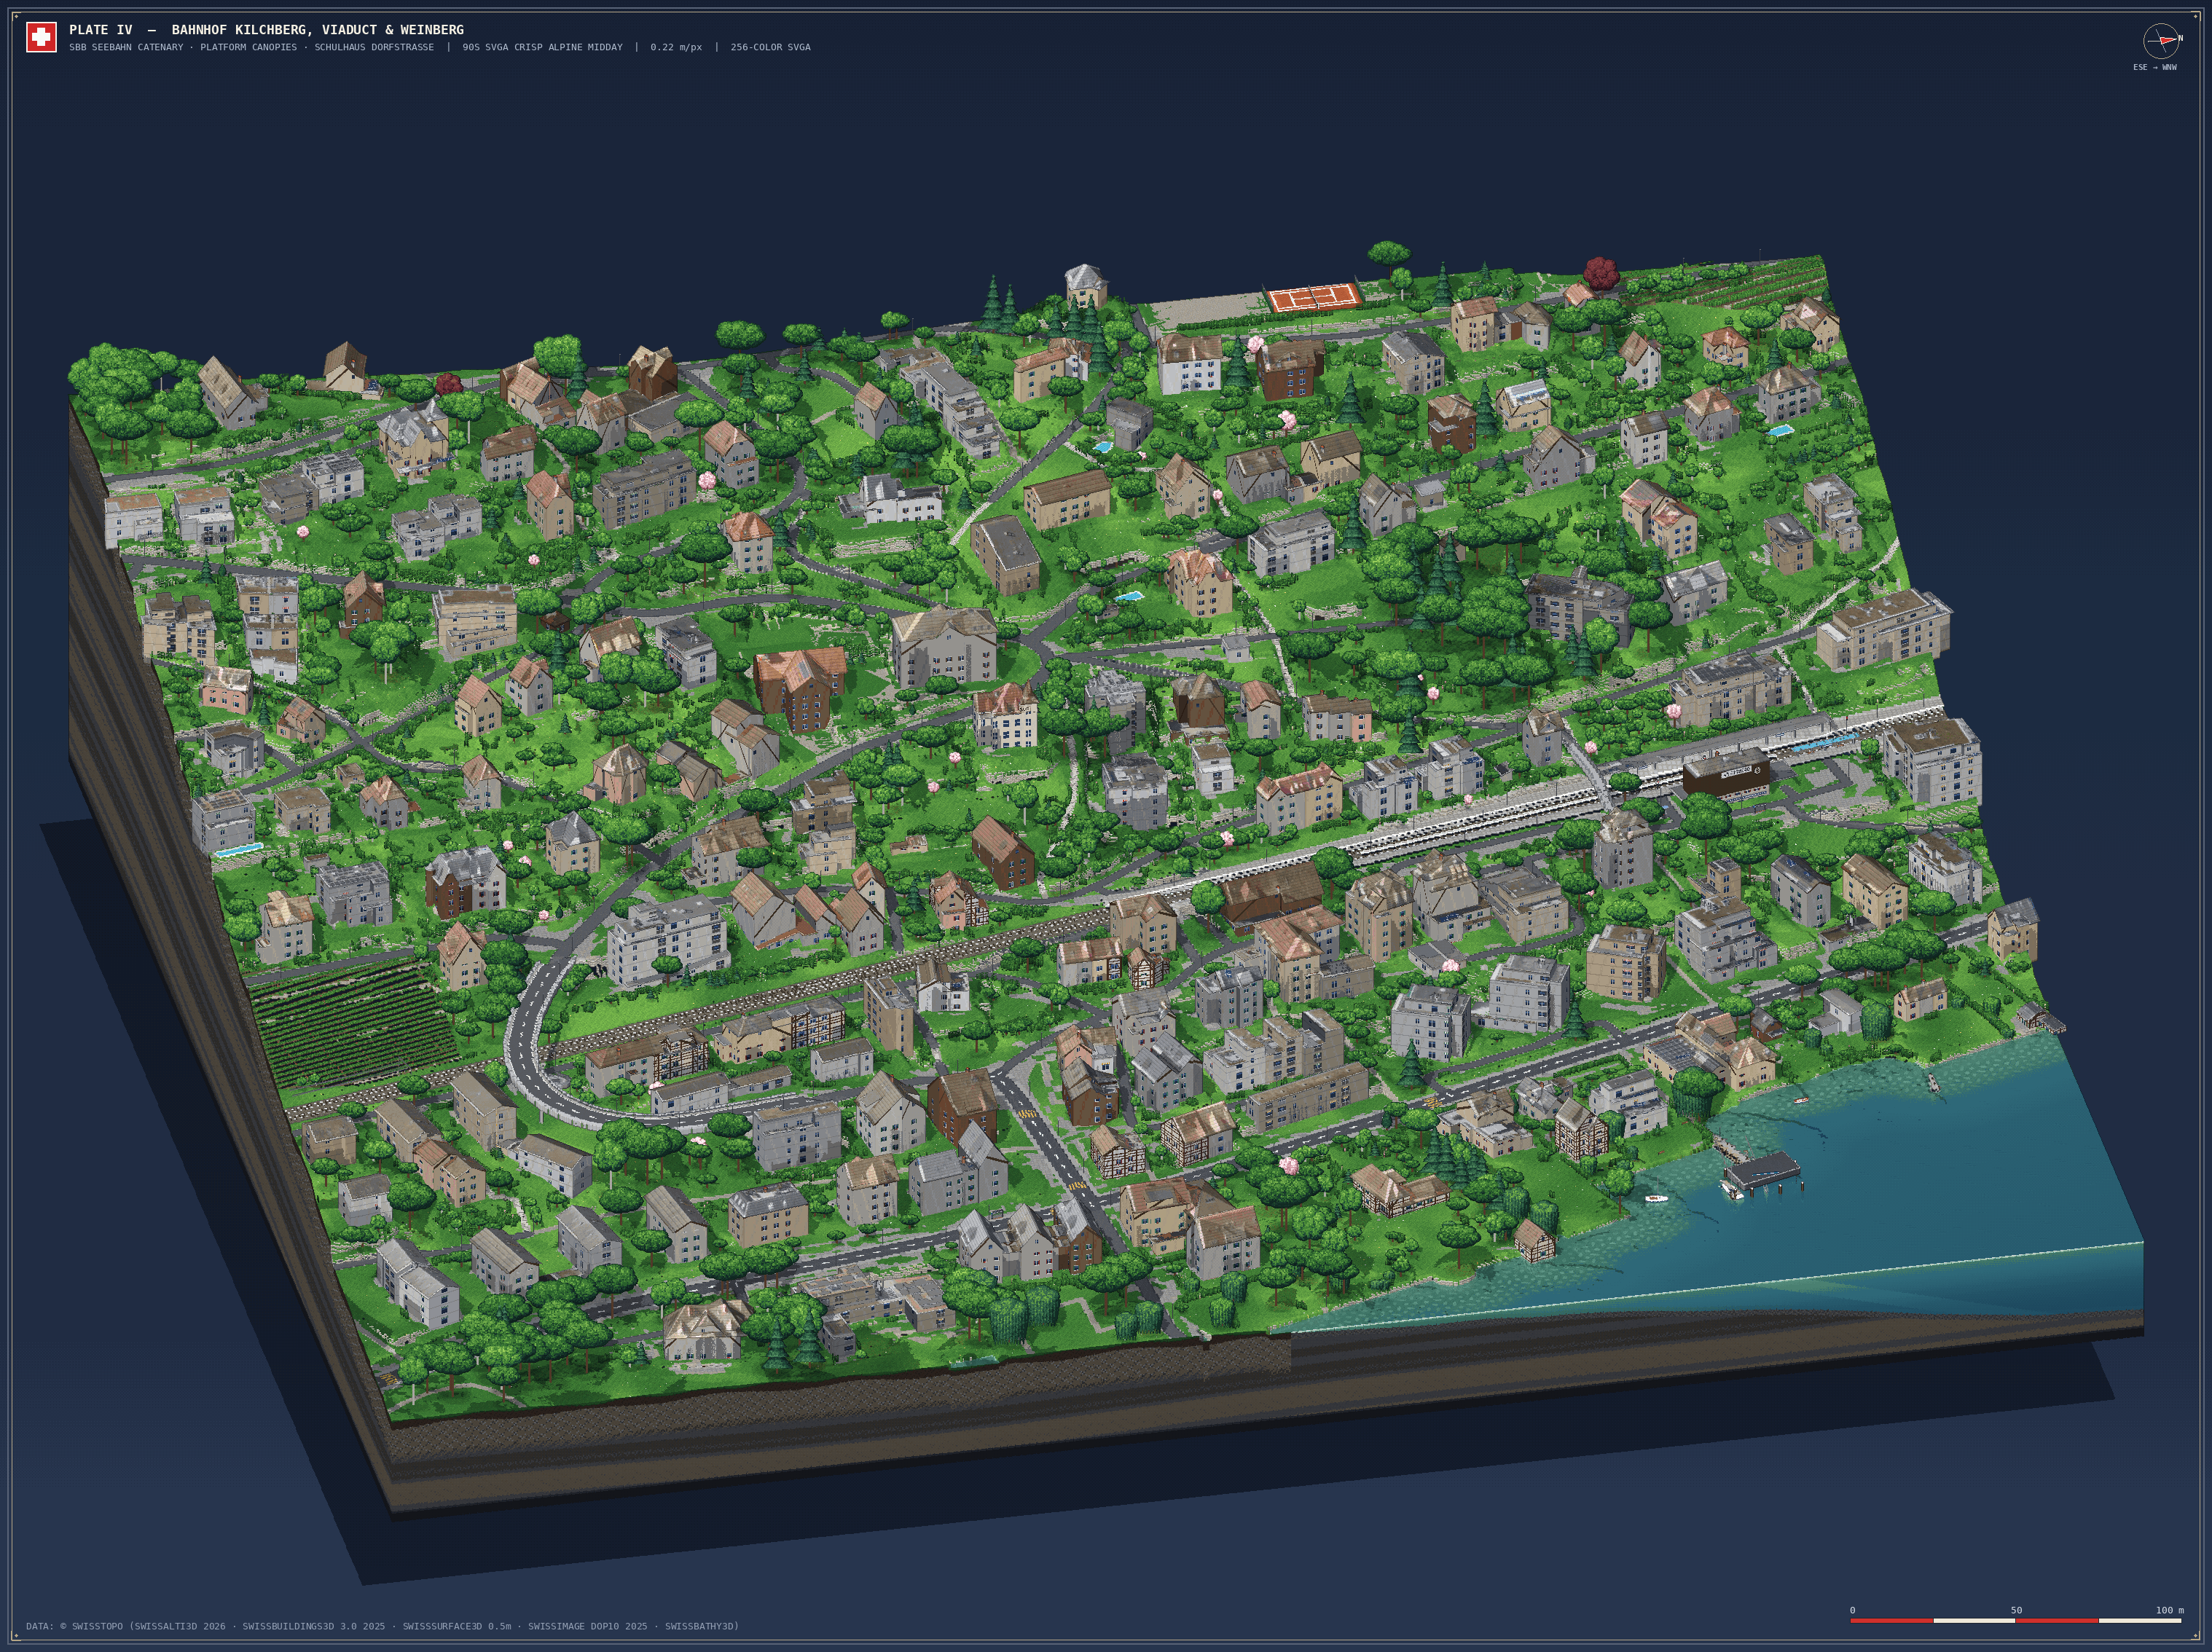 PLATE IV — BAHNHOF KILCHBERG, VIADUCT & WEINBERG
SBB SEEBAHN CATENARY · PLATFORM CANOPIES · SCHULHAUS DORFSTRASSE | 90S SVGA CRISP ALPINE MIDDAY | 0.22 m/px | 256-COLOR SVGA
N
ESE → WNW
0 50 100 m
DATA: © SWISSTOPO (SWISSALTI3D 2026 · SWISSBUILDINGS3D 3.0 2025 · SWISSSURFACE3D 0.5m · SWISSIMAGE DOP10 2025 · SWISSBATHY3D)